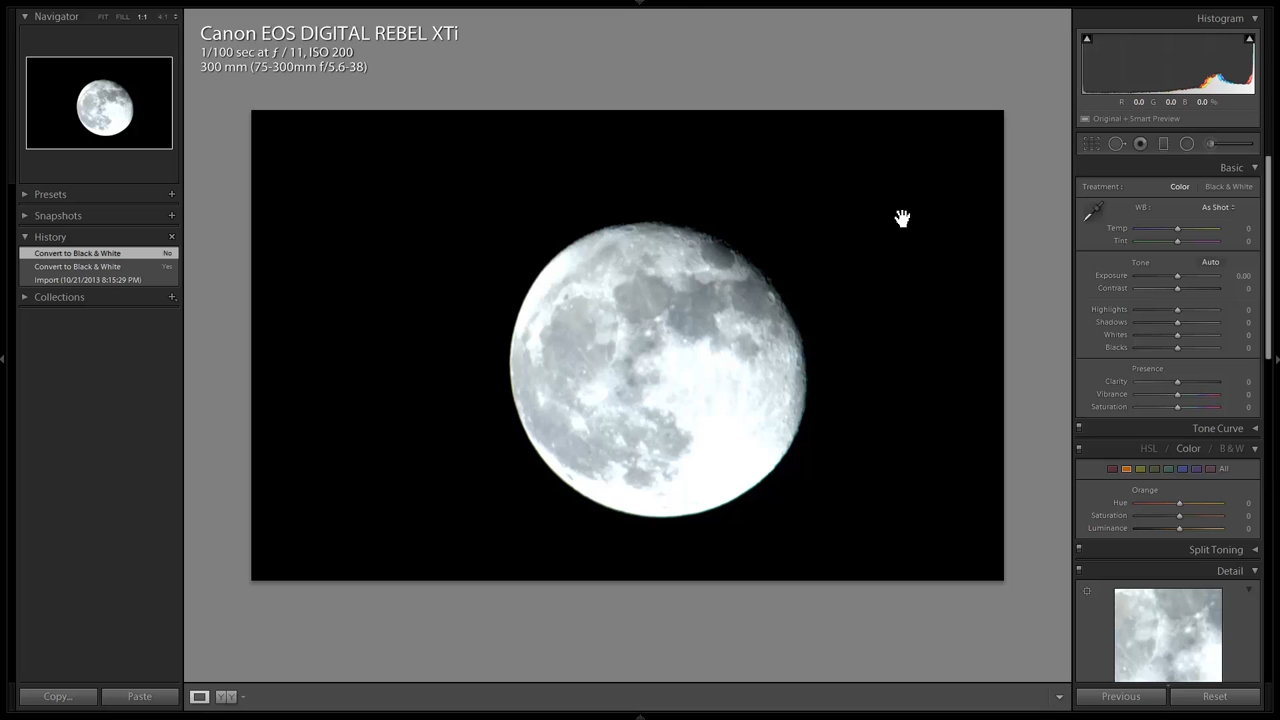 Navigator FIT FILL 1:1 4:1
Presets
Snapshots
History
Convert to Black & White No
Convert to Black & White Yes
Import (10/21/2013 8:15:29 PM)
Collections
Copy... Paste
Canon EOS DIGITAL REBEL XTi
1/100 sec at ƒ / 11, ISO 200
300 mm (75-300mm f/5.6-38)
Y Y
Histogram
R 0.0 G 0.0 B 0.0 %
Original + Smart Preview
Basic
Treatment : Color Black & White
WB : As Shot
Temp 0
Tint 0
Tone Auto
Exposure 0.00
Contrast 0
Highlights 0
Shadows 0
Whites 0
Blacks 0
Presence
Clarity 0
Vibrance 0
Saturation 0
Tone Curve
HSL / Color / B & W
All
Orange
Hue 0
Saturation 0
Luminance 0
Split Toning
Detail
Previous Reset